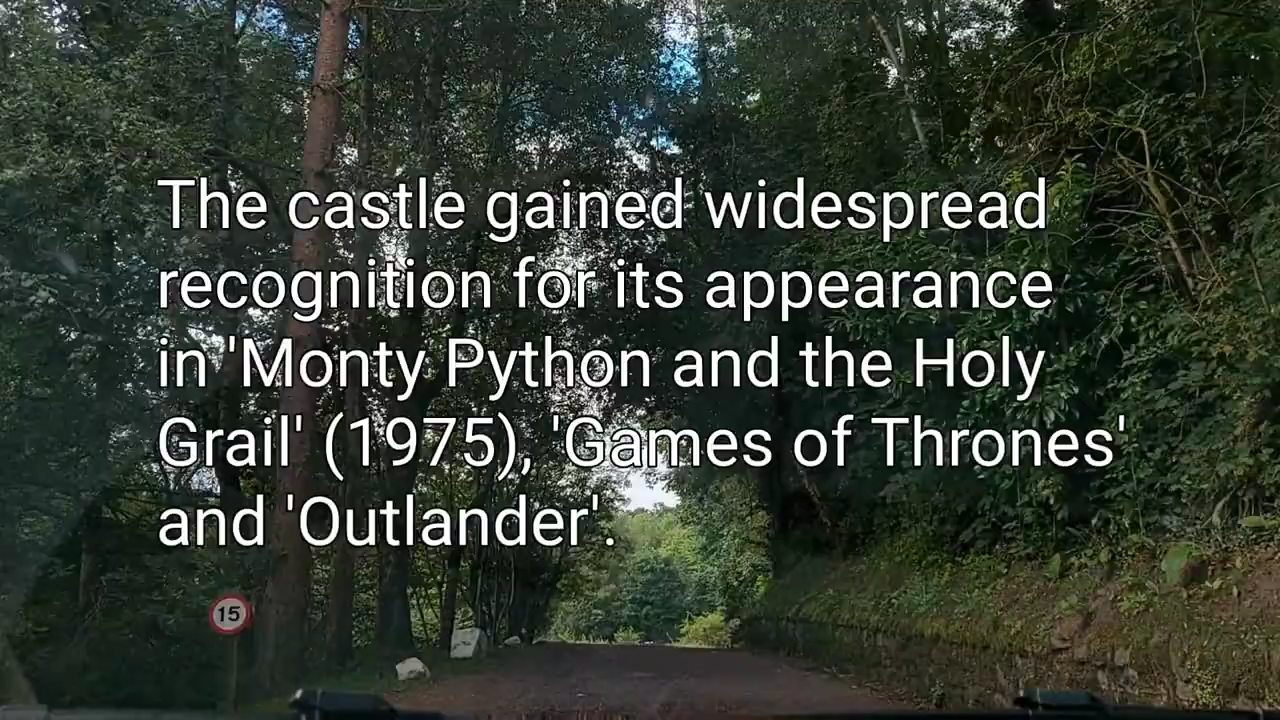 The castle gained widespread
recognition for its appearance
in 'Monty Python and the Holy
Grail' (1975), 'Games of Thrones'
and 'Outlander'.
15